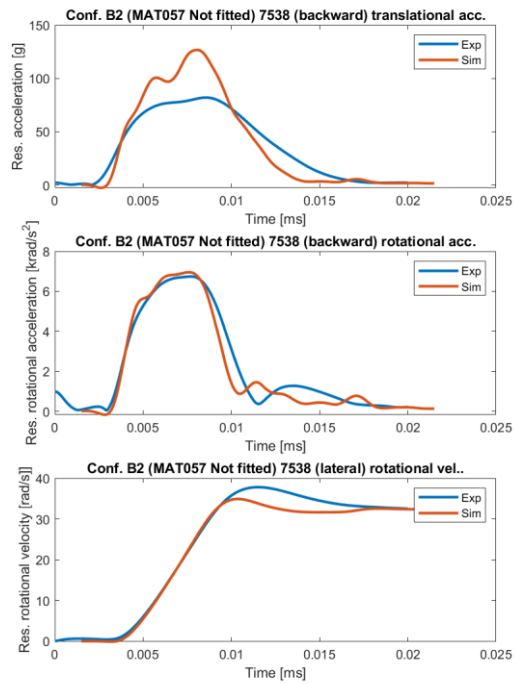 Conf. B2 (MAT057 Not fitted) 7538 (backward) translational acc.
150
100
50
0
Res. acceleration [g]
Exp
Sim
0 0.005 0.01 0.015 0.02 0.025
Time [ms]
Conf. B2 (MAT057 Not fitted) 7538 (backward) rotational acc.
8
6
4
2
0
Res. rotational acceleration [krad/s²]
Exp
Sim
0 0.005 0.01 0.015 0.02 0.025
Time [ms]
Conf. B2 (MAT057 Not fitted) 7538 (lateral) rotational vel..
40
30
20
10
0
Res. rotational velocity [rad/s]]
Exp
Sim
0 0.005 0.01 0.015 0.02 0.025
Time [ms]